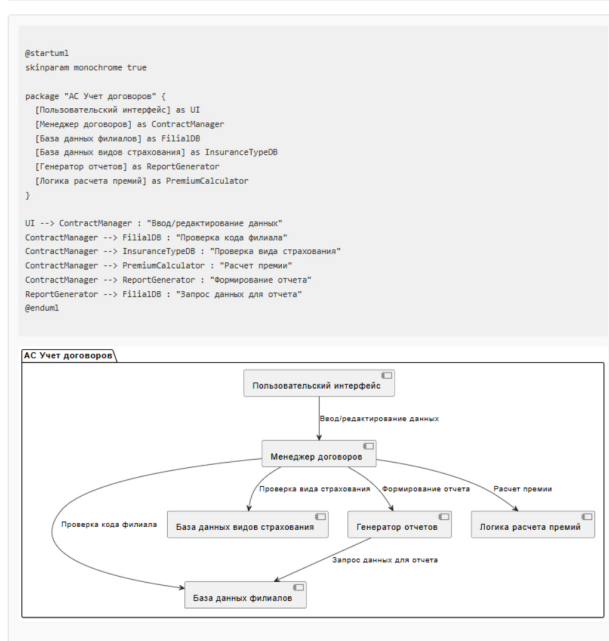 @startuml
skinparam monochrome true
package "АС Учет договоров" {
[Пользовательский интерфейс] as UI
[Менеджер договоров] as ContractManager
[База данных филиалов] as FilialDB
[База данных видов страхования] as InsuranceTypeDB
[Генератор отчетов] as ReportGenerator
[Логика расчета премий] as PremiumCalculator
}
UI --> ContractManager : "Ввод/редактирование данных"
ContractManager --> FilialDB : "Проверка кода филиала"
ContractManager --> InsuranceTypeDB : "Проверка вида страхования"
ContractManager --> PremiumCalculator : "Расчет премии"
ContractManager --> ReportGenerator : "Формирование отчета"
ReportGenerator --> FilialDB : "Запрос данных для отчета"
@enduml
АС Учет договоров
Пользовательский интерфейс
Ввод/редактирование данных
Менеджер договоров
Проверка вида страхования
Формирование отчета
Расчет премии
Проверка кода филиала
База данных видов страхования
Генератор отчетов
Логика расчета премий
Запрос данных для отчета
База данных филиалов